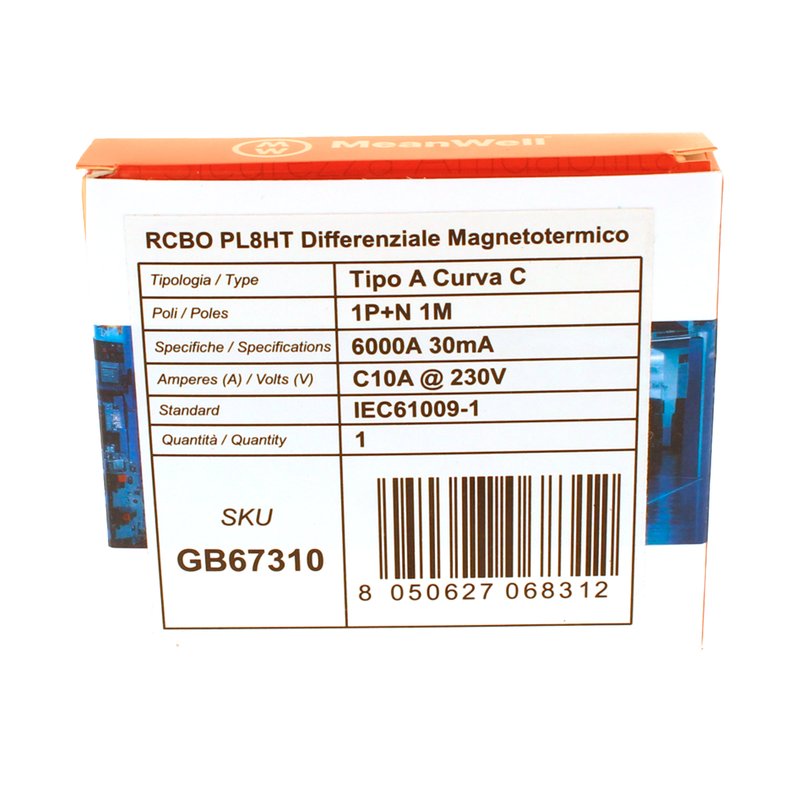 MW MeanWell
RCBO PL8HT Differenziale Magnetotermico
Tipologia / Type Tipo A Curva C
Poli / Poles 1P+N 1M
Specifiche / Specifications 6000A 30mA
Amperes (A) / Volts (V) C10A @ 230V
Standard IEC61009-1
Quantità / Quantity 1
SKU
GB67310
8 050627 068312